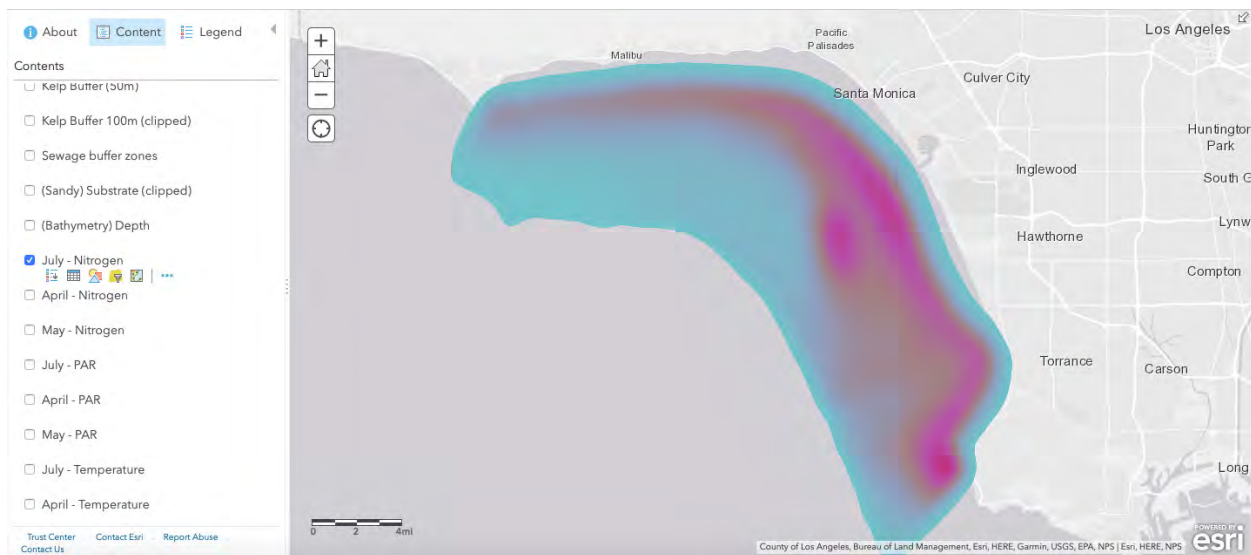 About Content Legend
Contents
Kelp Buffer (50m)
Kelp Buffer 100m (clipped)
Sewage buffer zones
(Sandy) Substrate (clipped)
(Bathymetry) Depth
July - Nitrogen
April - Nitrogen
May - Nitrogen
July - PAR
April - PAR
May - PAR
July - Temperature
April - Temperature
Trust Center Contact Esri Report Abuse
Contact Us
Los Angeles
Pacific
Palisades
Malibu
Culver City
Santa Monica
Huntington
Park
Inglewood
South G
Lynw
Hawthorne
Compton
Torrance
Carson
Long
0 2 4mi
County of Los Angeles, Bureau of Land Management, Esri, HERE, Garmin, USGS, EPA, NPS | Esri, HERE, NPS
POWERED BY
esri